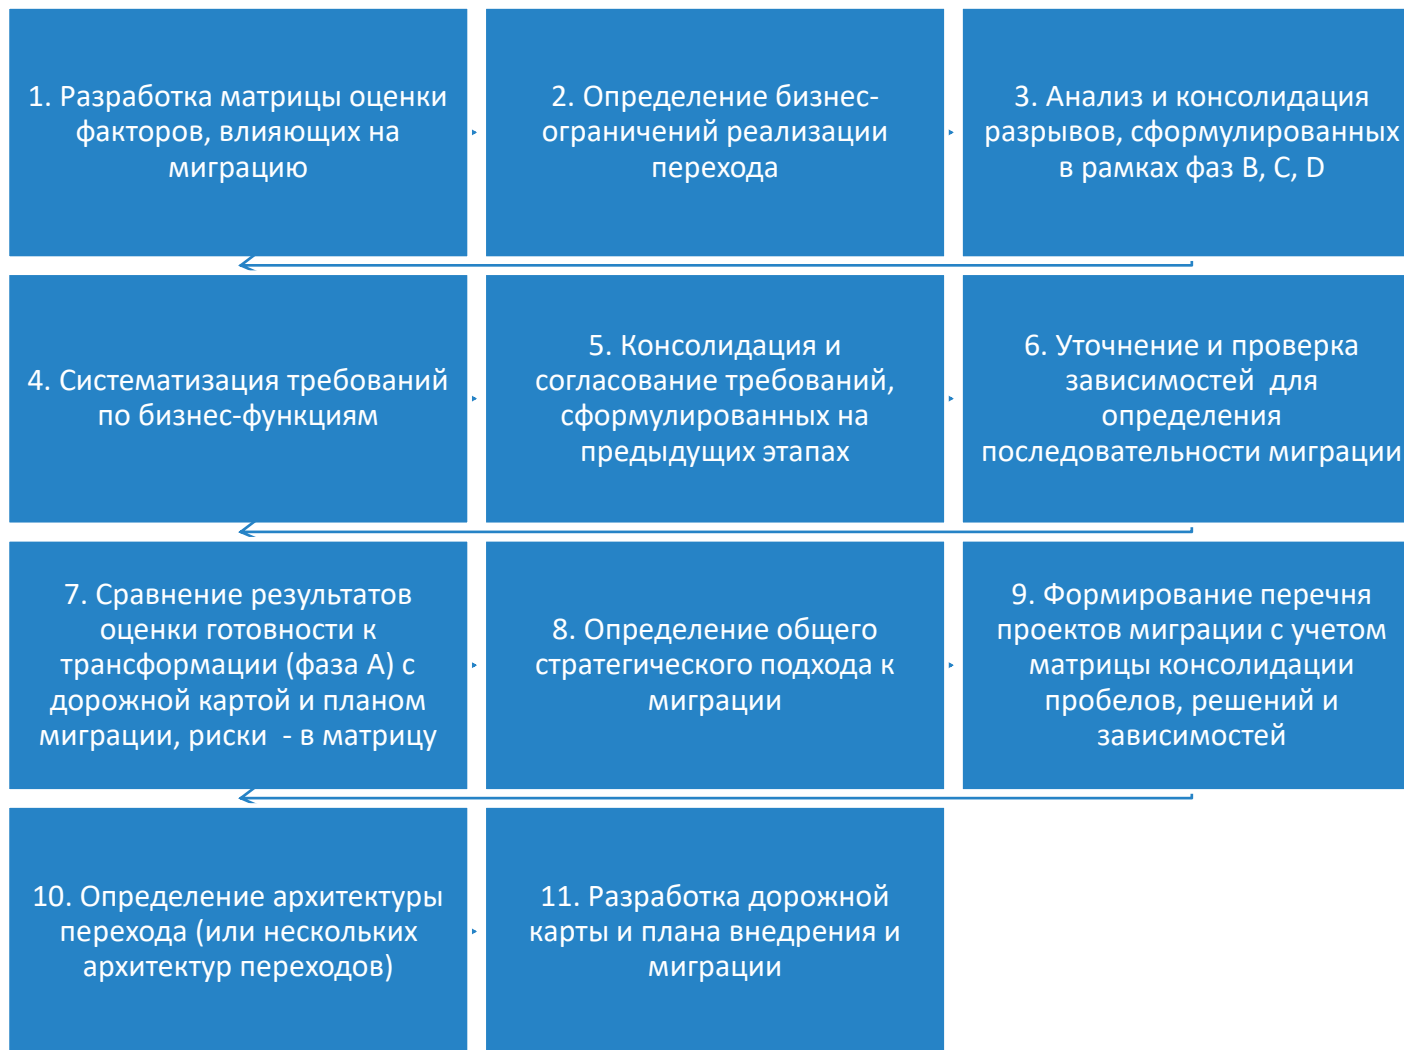 1. Разработка матрицы оценки
факторов, влияющих на
миграцию
2. Определение бизнес-
ограничений реализации
перехода
3. Анализ и консолидация
разрывов, сформулированных
в рамках фаз B, C, D
4. Систематизация требований
по бизнес-функциям
5. Консолидация и
согласование требований,
сформулированных на
предыдущих этапах
6. Уточнение и проверка
зависимостей  для
определения
последовательности миграции
7. Сравнение результатов
оценки готовности к
трансформации (фаза А) с
дорожной картой и планом
миграции, риски  - в матрицу
8. Определение общего
стратегического подхода к
миграции
9. Формирование перечня
проектов миграции с учетом
матрицы консолидации
пробелов, решений и
зависимостей
10. Определение архитектуры
перехода (или нескольких
архитектур переходов)
11. Разработка дорожной
карты и плана внедрения и
миграции